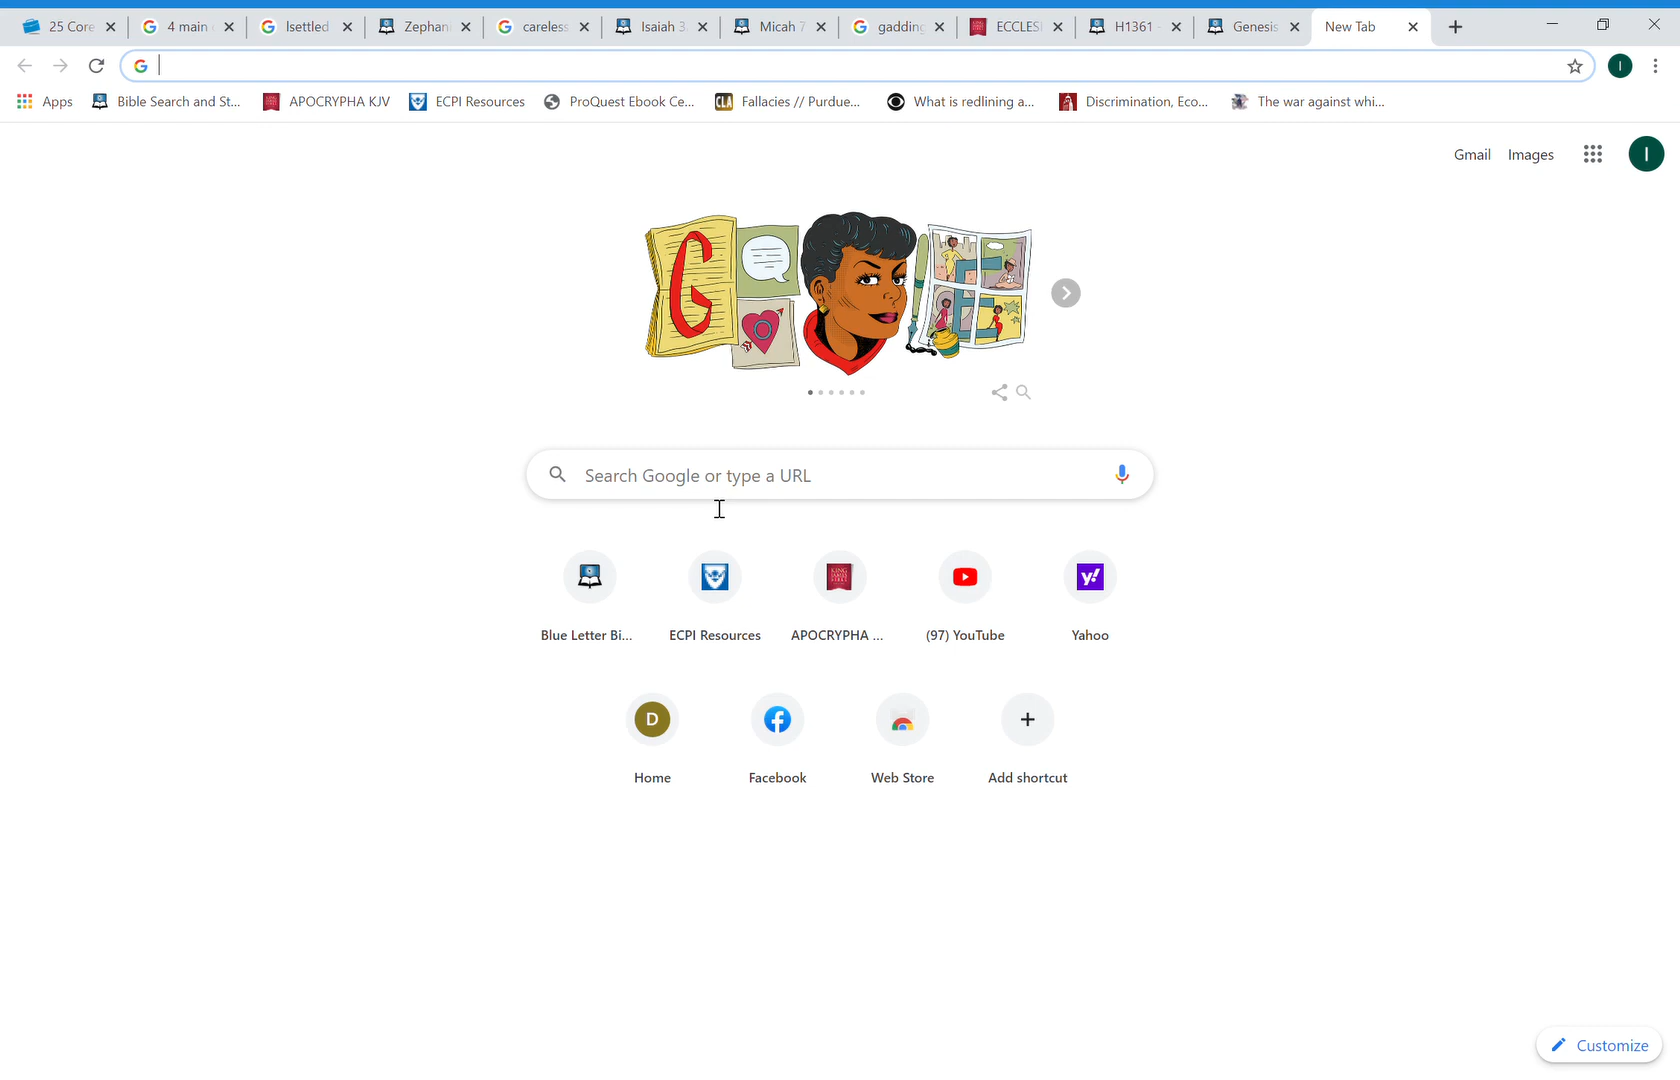 25 Core
4 main
Isettled
Zephani
careless
Isaiah 3
Micah 7
gadding
ECCLESI
H1361 -
Genesis
New Tab
Apps
Bible Search and St...
APOCRYPHA KJV
ECPI Resources
ProQuest Ebook Ce...
CLA
Fallacies // Purdue...
What is redlining a...
Discrimination, Eco...
The war against whi...
I
Gmail
Images
I
G
Search Google or type a URL
Blue Letter Bi...
ECPI Resources
APOCRYPHA ...
(97) YouTube
Yahoo
D
Home
Facebook
Web Store
Add shortcut
Customize